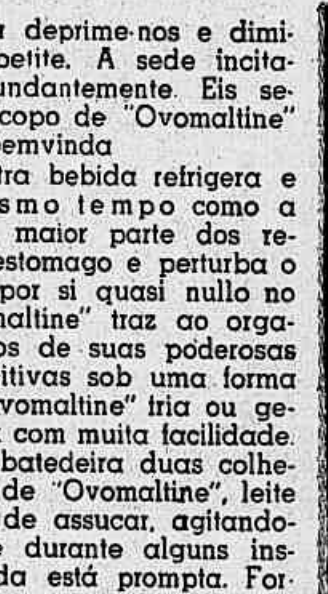 r deprime-nos e dimi-
petite. A sede incita-
undantemente. Eis se-
copo de "Ovomaltine"
emvinda
tra bebida refrigera e
smo tempo como a
maior parte dos re-
estomago e perturba o
por si quasi nullo no
naltine" traz ao orga-
os de suas poderosas
itivas sob uma forma
vomaltine" fria ou ge-
com muita facilidade.
batedeira duas colhe-
de "Ovomaltine", leite
de assucar, agitando-
e durante alguns ins-
da está prompta. For-